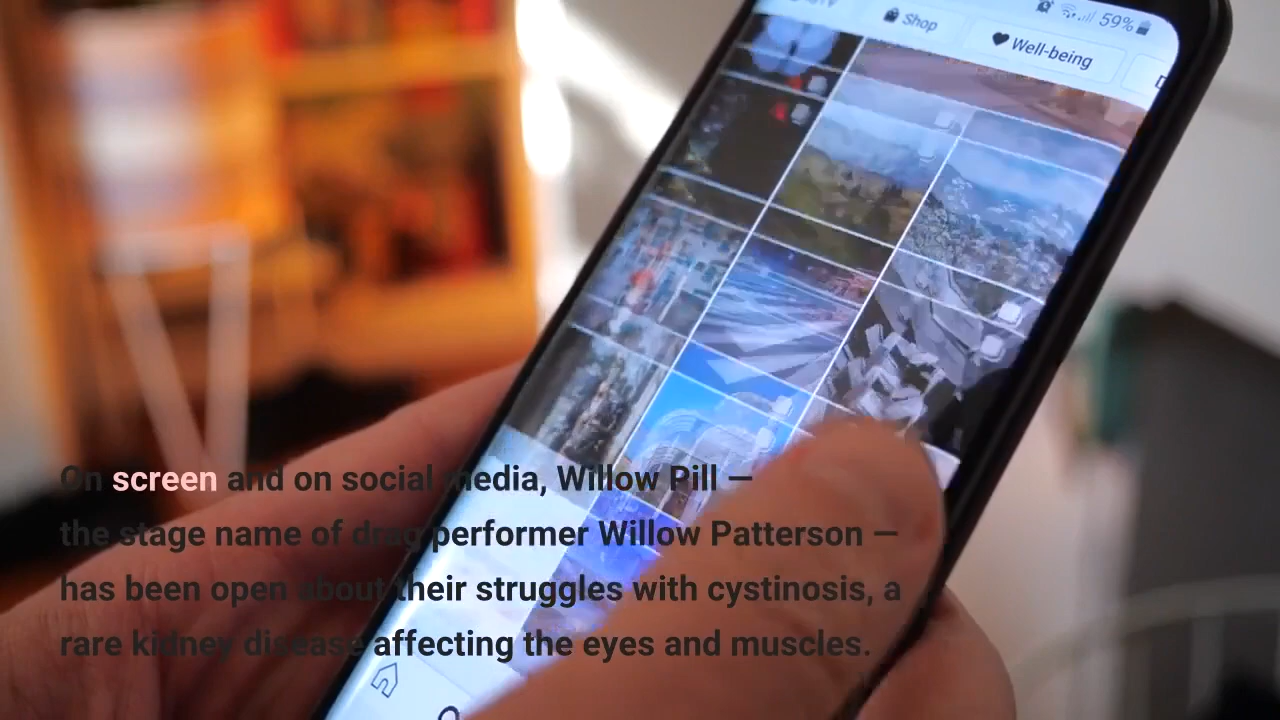 59%
Shop
Well-being
On screen and on social media, Willow Pill —
the stage name of drag performer Willow Patterson —
has been open about their struggles with cystinosis, a
rare kidney disease affecting the eyes and muscles.